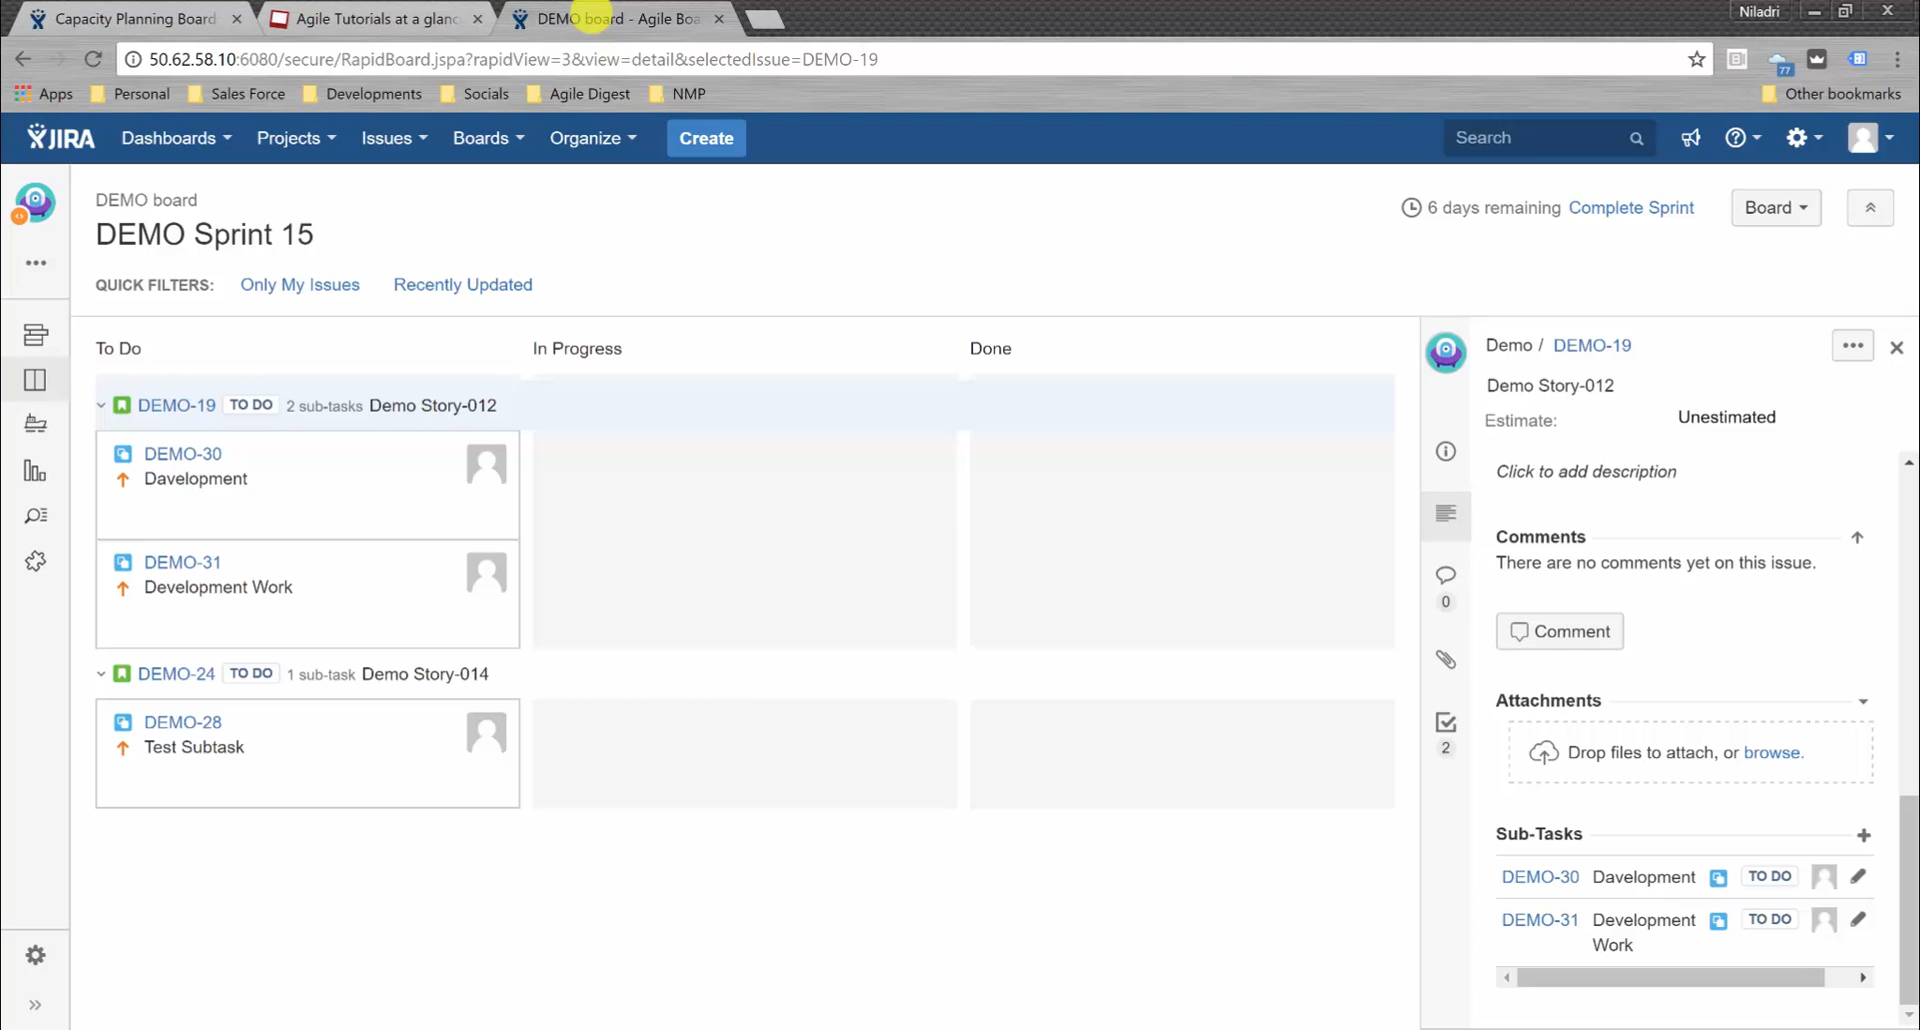 Capacity Planning Board
Agile Tutorials at a glanc
DEMO board - Agile Boa
Niladri
50.62.58.10:6080/secure/RapidBoard.jspa?rapidView=3&view=detail&selectedIssue=DEMO-19
77
Apps
Personal
Sales Force
Developments
Socials
Agile Digest
NMP
Other bookmarks
JIRA
Dashboards
Projects
Issues
Boards
Organize
Create
Search
DEMO board
DEMO Sprint 15
6 days remaining Complete Sprint
Board
QUICK FILTERS: Only My Issues Recently Updated
To Do
In Progress
Done
DEMO-19 TO DO 2 sub-tasks Demo Story-012
DEMO-30
Davelopment
DEMO-31
Development Work
DEMO-24 TO DO 1 sub-task Demo Story-014
DEMO-28
Test Subtask
Demo / DEMO-19
Demo Story-012
Estimate: Unestimated
Click to add description
Comments
There are no comments yet on this issue.
0
Comment
Attachments
2
Drop files to attach, or browse.
Sub-Tasks
DEMO-30 Davelopment TO DO
DEMO-31 Development TO DO
Work